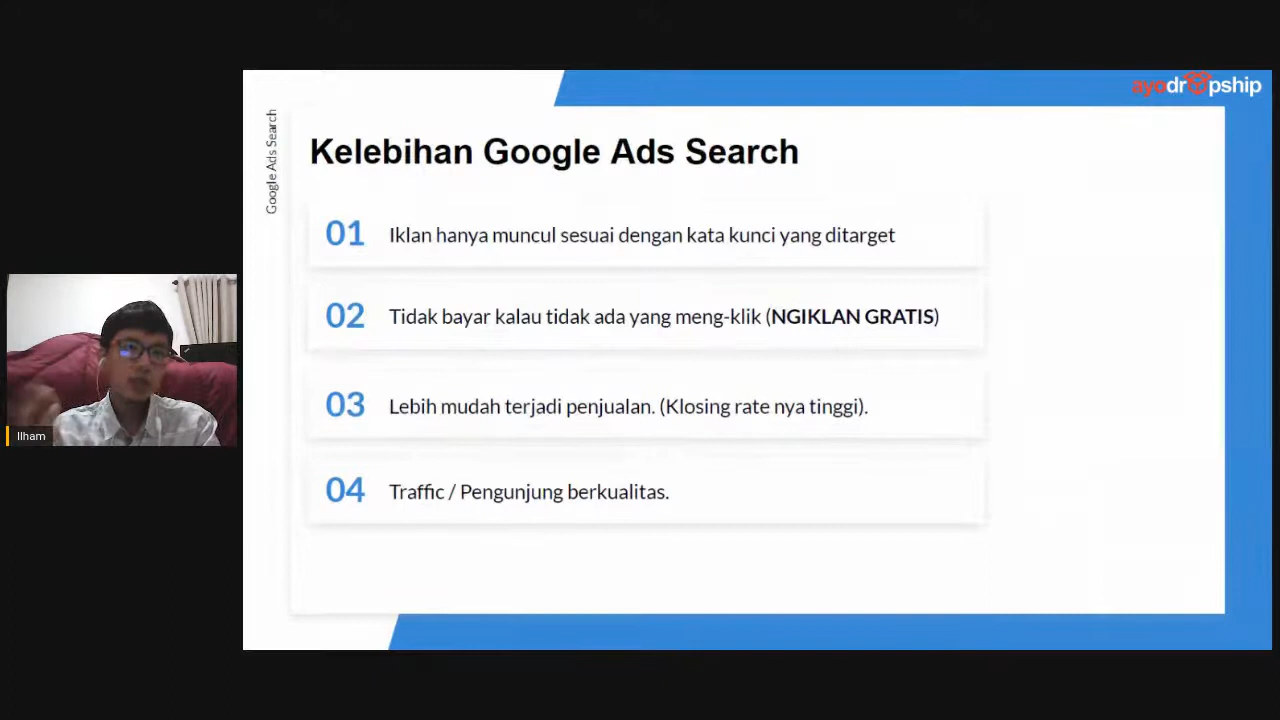 ayodropship
Google Ads Search
Kelebihan Google Ads Search
01 Iklan hanya muncul sesuai dengan kata kunci yang ditarget
02 Tidak bayar kalau tidak ada yang meng-klik (NGIKLAN GRATIS)
03 Lebih mudah terjadi penjualan. (Klosing rate nya tinggi).
04 Traffic / Pengunjung berkualitas.
Ilham